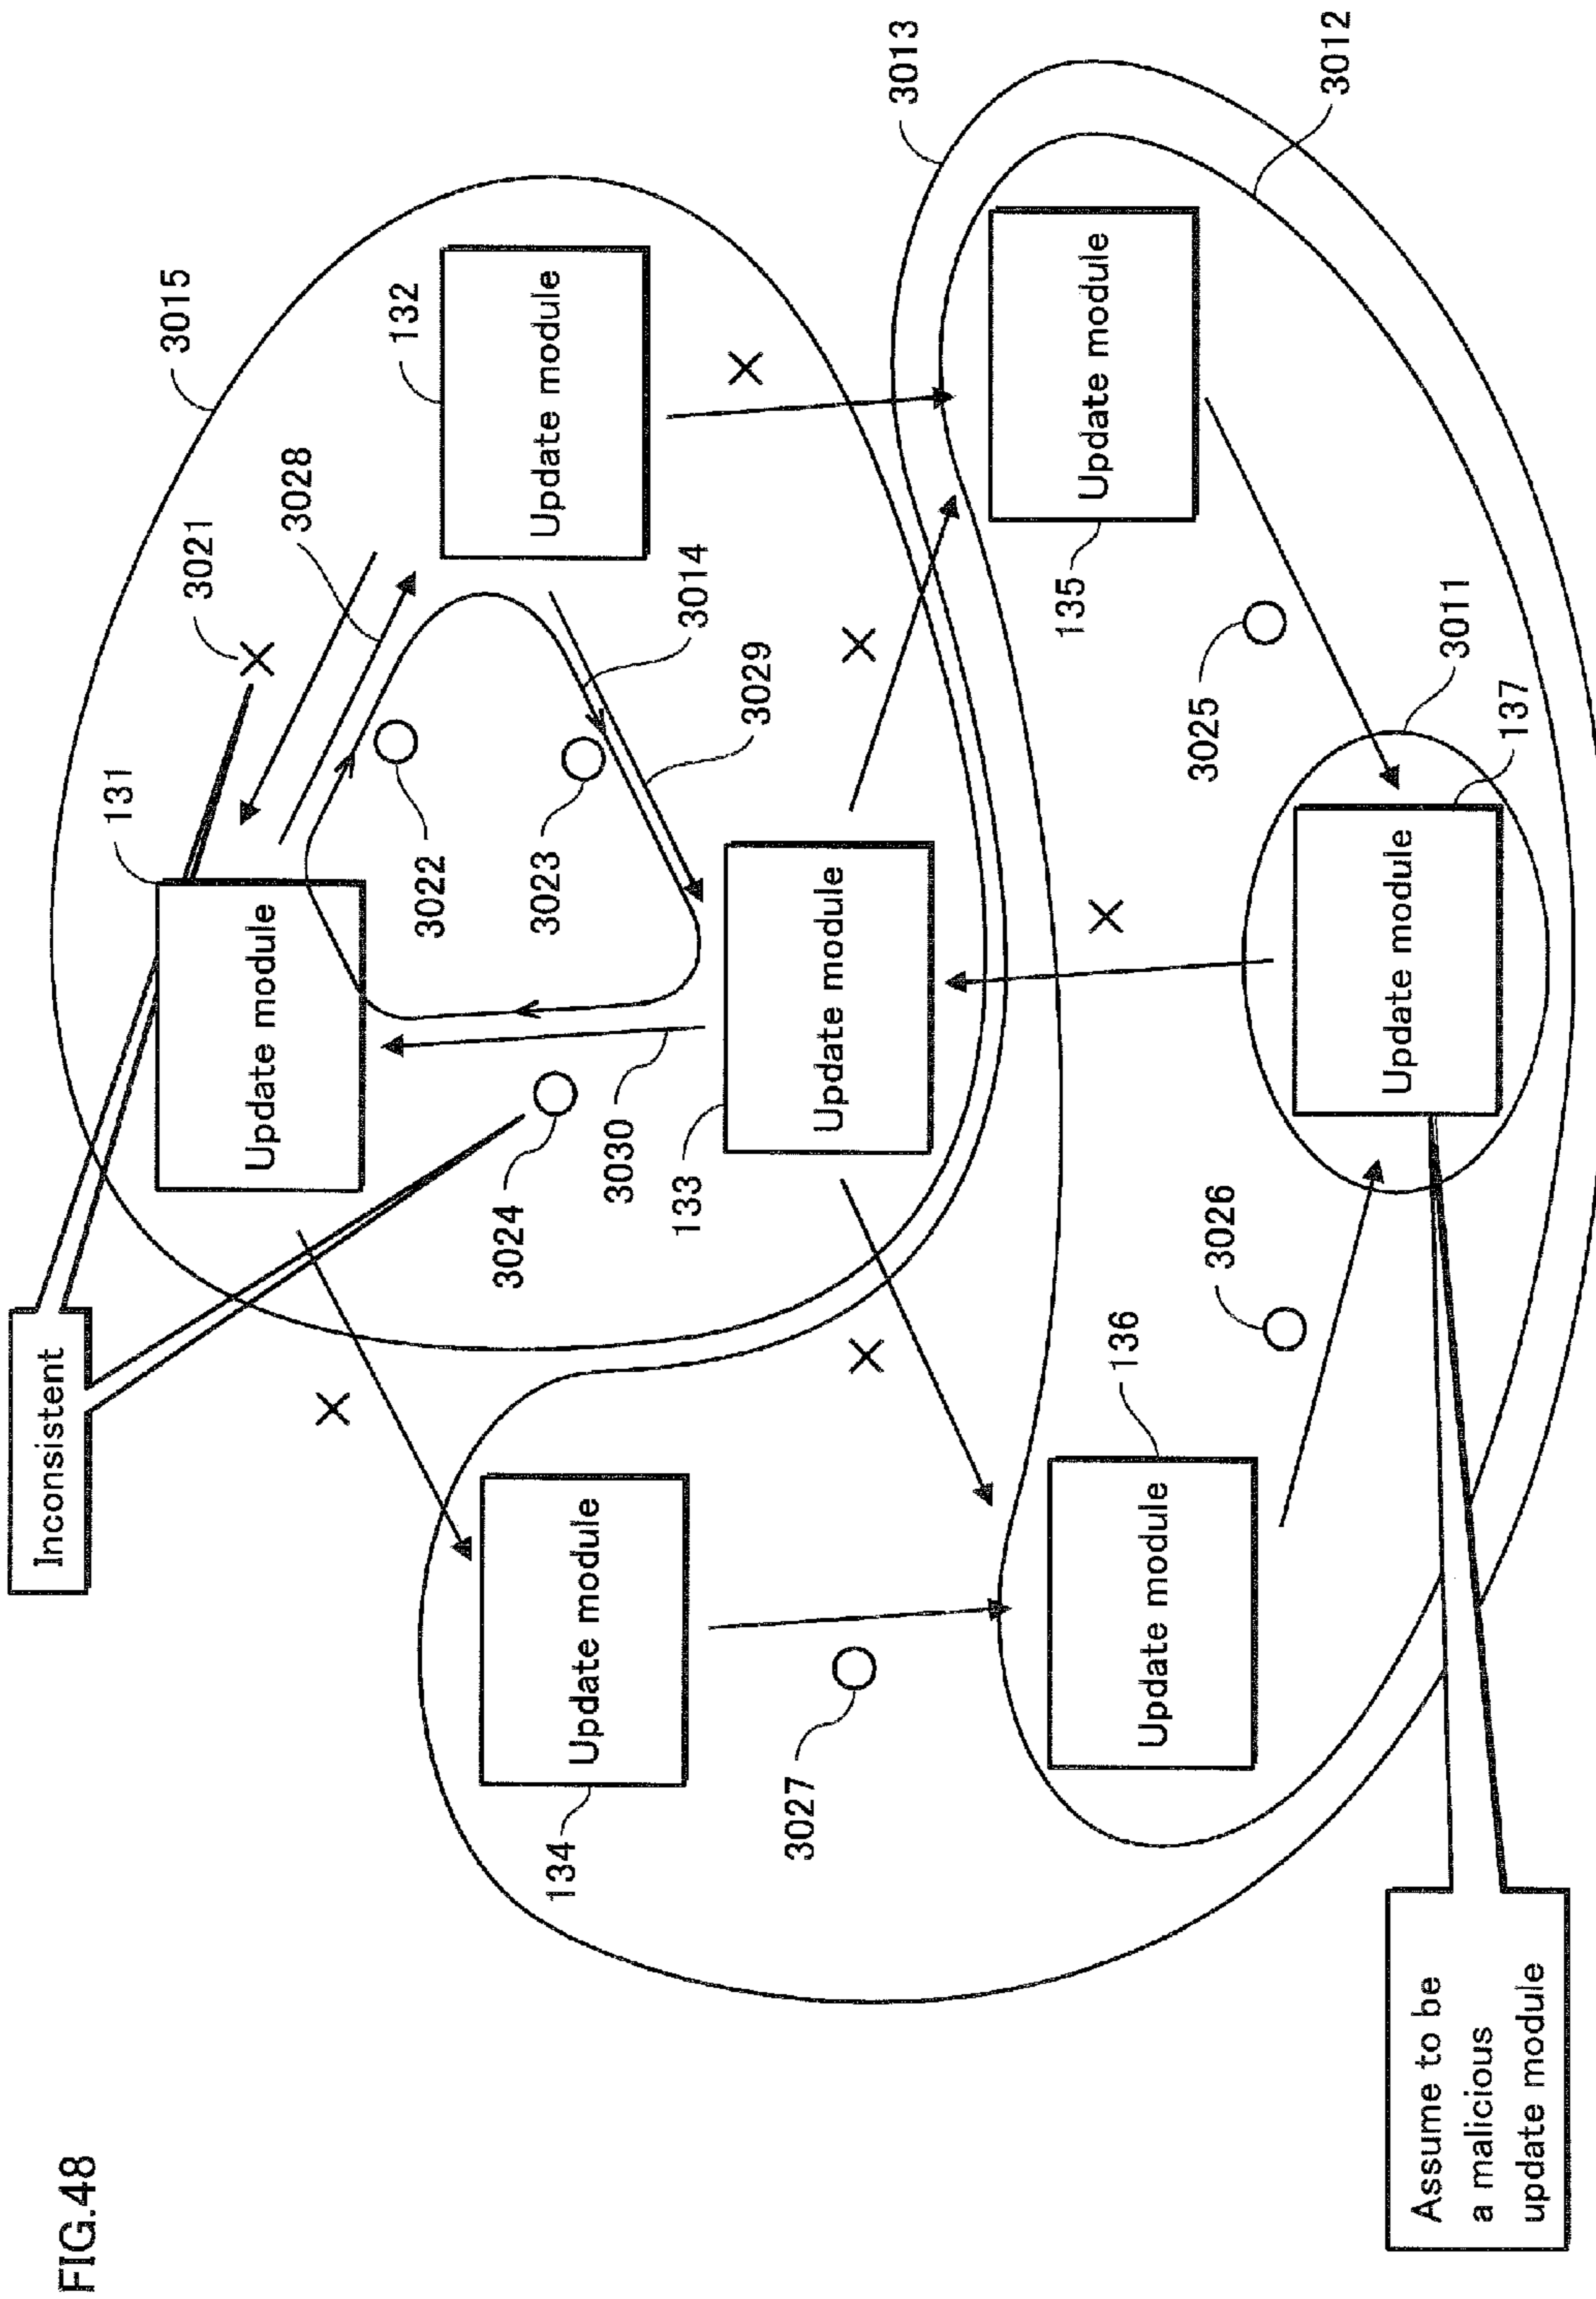 FIG.48
Inconsistent
Assume to be
a malicious
update module
Update module
131
Update module
132
Update module
133
Update module
134
Update module
135
Update module
136
Update module
137
3011
3012
3013
3014
3015
3021
3022
3023
3024
3025
3026
3027
3028
3029
3030